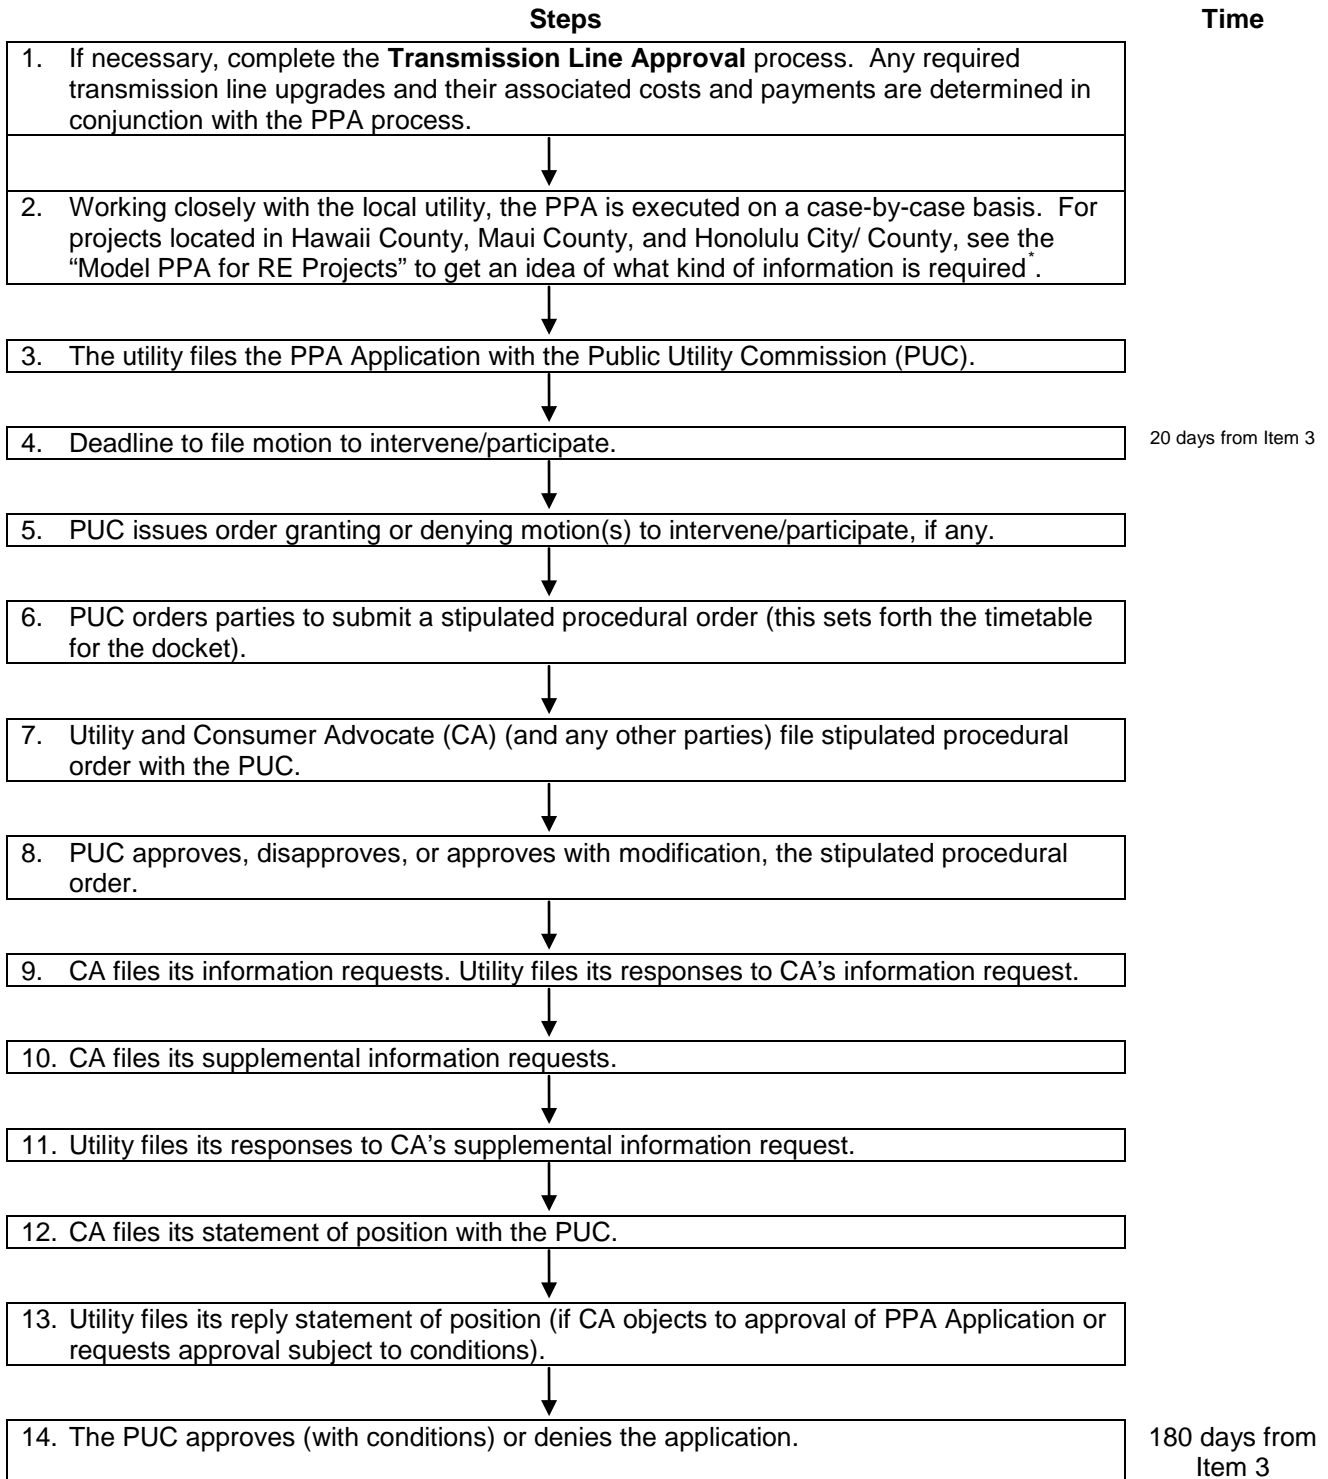 Steps Time
1. If necessary, complete the Transmission Line Approval process. Any required
transmission line upgrades and their associated costs and payments are determined in
conjunction with the PPA process.
2. Working closely with the local utility, the PPA is executed on a case-by-case basis. For
projects located in Hawaii County, Maui County, and Honolulu City/ County, see the
“Model PPA for RE Projects” to get an idea of what kind of information is required*.
3. The utility files the PPA Application with the Public Utility Commission (PUC).
4. Deadline to file motion to intervene/participate. 20 days from Item 3
5. PUC issues order granting or denying motion(s) to intervene/participate, if any.
6. PUC orders parties to submit a stipulated procedural order (this sets forth the timetable
for the docket).
7. Utility and Consumer Advocate (CA) (and any other parties) file stipulated procedural
order with the PUC.
8. PUC approves, disapproves, or approves with modification, the stipulated procedural
order.
9. CA files its information requests. Utility files its responses to CA’s information request.
10. CA files its supplemental information requests.
11. Utility files its responses to CA’s supplemental information request.
12. CA files its statement of position with the PUC.
13. Utility files its reply statement of position (if CA objects to approval of PPA Application or
requests approval subject to conditions).
14. The PUC approves (with conditions) or denies the application. 180 days from
Item 3